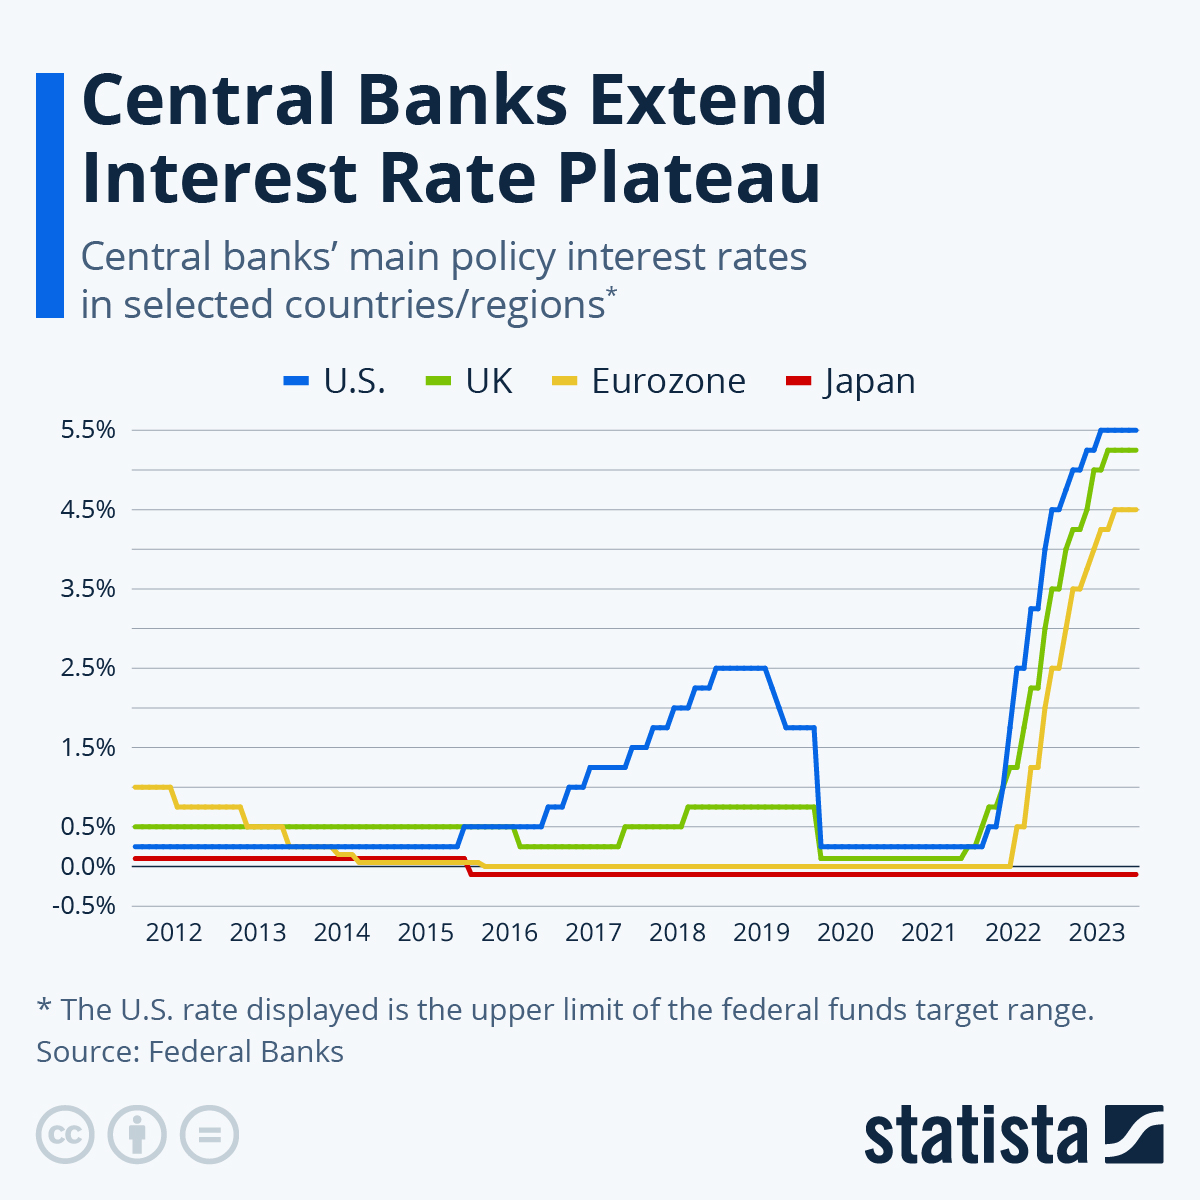 Central Banks Extend
Interest Rate Plateau
Central banks’ main policy interest rates
in selected countries/regions*
U.S. UK Eurozone Japan
5.5%
4.5%
3.5%
2.5%
1.5%
0.5%
0.0%
-0.5%
2012 2013 2014 2015 2016 2017 2018 2019 2020 2021 2022 2023
* The U.S. rate displayed is the upper limit of the federal funds target range.
Source: Federal Banks
cc
statista